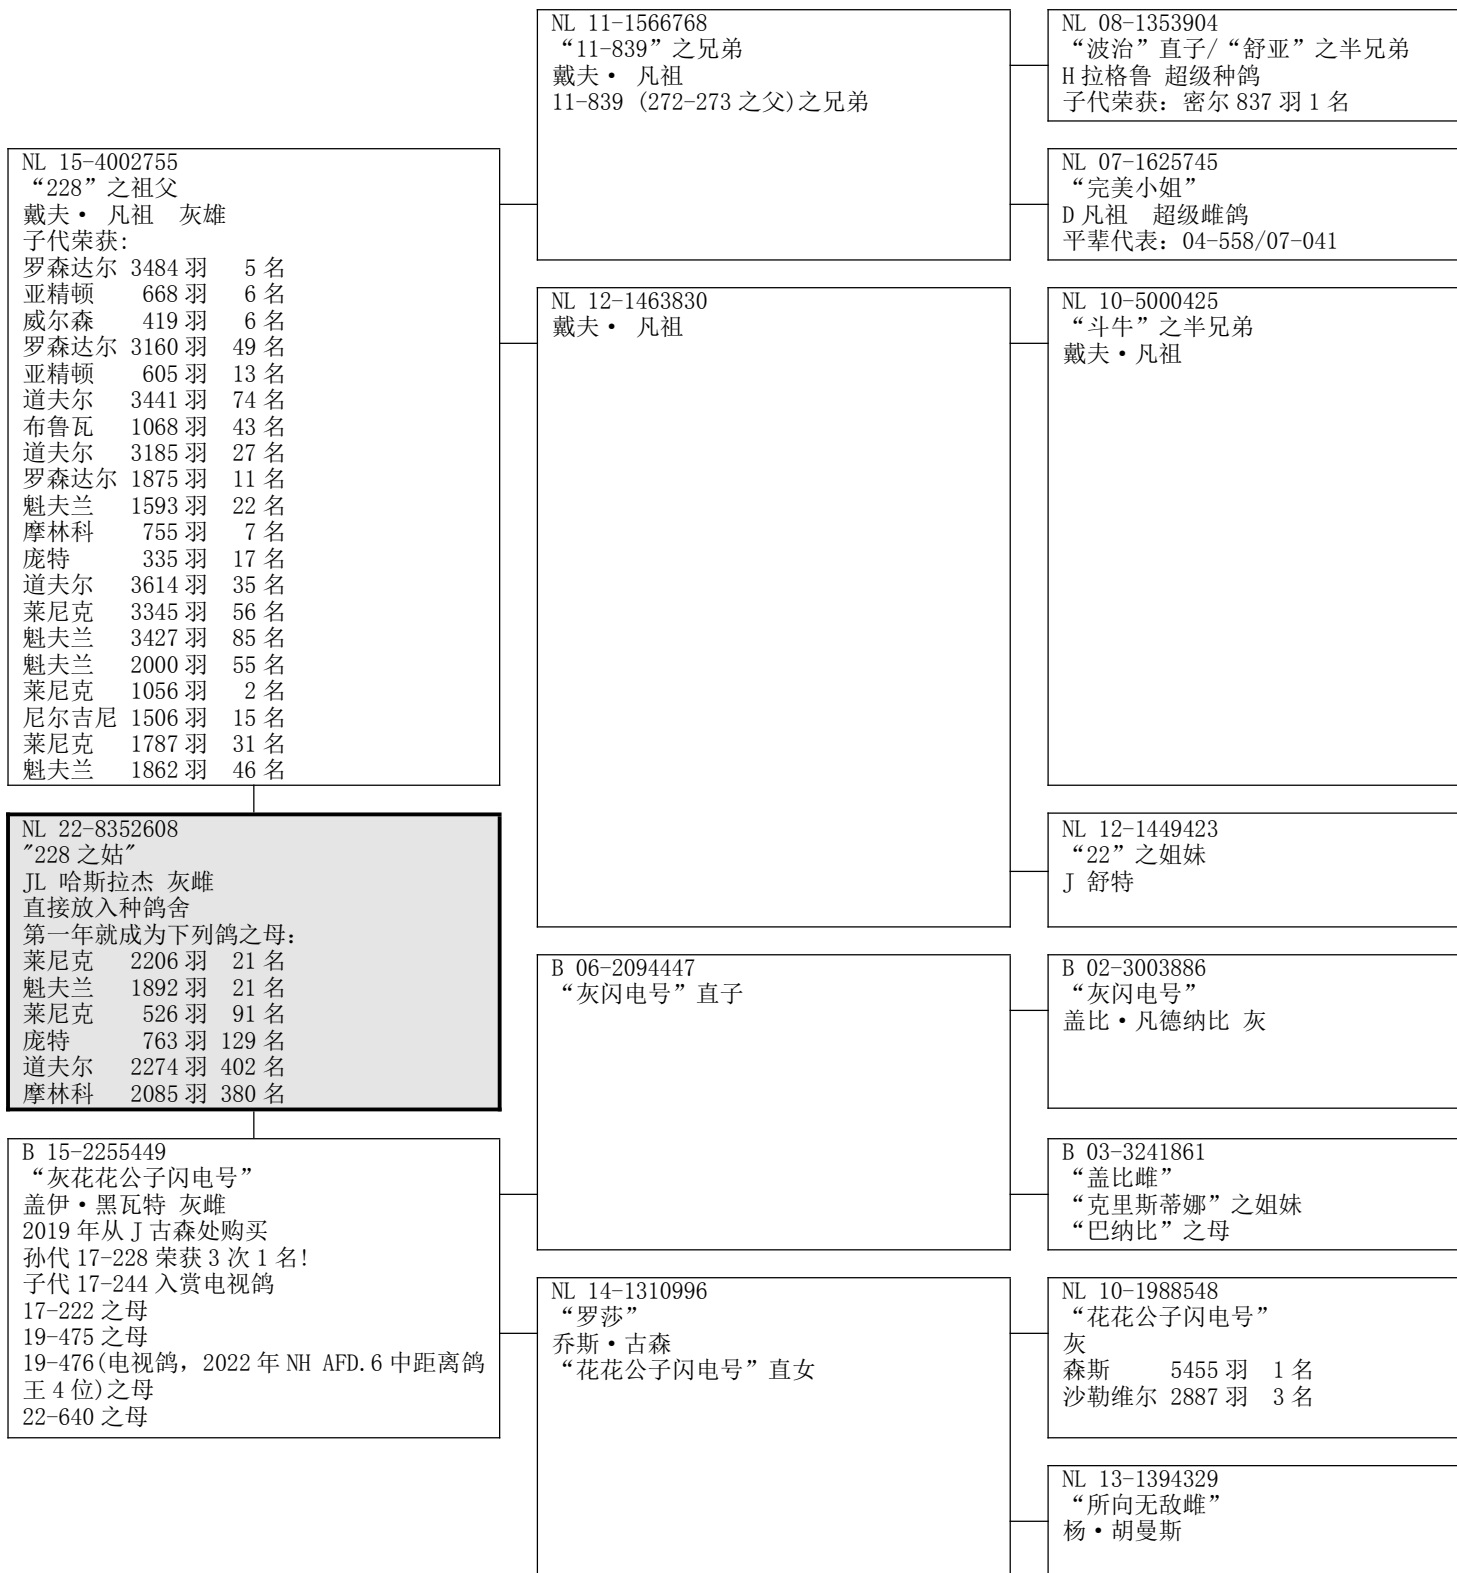 NL 15-4002755
“228”之祖父
戴夫• 凡祖 灰雄
子代荣获:
罗森达尔 3484 羽 5 名
亚精顿 668 羽 6 名
威尔森 419 羽 6 名
罗森达尔 3160 羽 49 名
亚精顿 605 羽 13 名
道夫尔 3441 羽 74 名
布鲁瓦 1068 羽 43 名
道夫尔 3185 羽 27 名
罗森达尔 1875 羽 11 名
魁夫兰 1593 羽 22 名
摩林科 755 羽 7 名
庞特 335 羽 17 名
道夫尔 3614 羽 35 名
莱尼克 3345 羽 56 名
魁夫兰 3427 羽 85 名
魁夫兰 2000 羽 55 名
莱尼克 1056 羽 2 名
尼尔吉尼 1506 羽 15 名
莱尼克 1787 羽 31 名
魁夫兰 1862 羽 46 名
NL 22-8352608
"228 之姑"
JL 哈斯拉杰 灰雌
直接放入种鸽舍
第一年就成为下列鸽之母:
莱尼克 2206 羽 21 名
魁夫兰 1892 羽 21 名
莱尼克 526 羽 91 名
庞特 763 羽 129 名
道夫尔 2274 羽 402 名
摩林科 2085 羽 380 名
B 15-2255449
“灰花花公子闪电号”
盖伊•黑瓦特 灰雌
2019 年从 J 古森处购买
孙代 17-228 荣获 3 次 1 名!
子代 17-244 入赏电视鸽
17-222 之母
19-475 之母
19-476(电视鸽，2022 年 NH AFD.6 中距离鸽
王 4 位)之母
22-640 之母
NL 11-1566768
“11-839”之兄弟
戴夫• 凡祖
11-839 (272-273 之父)之兄弟
NL 12-1463830
戴夫• 凡祖
B 06-2094447
“灰闪电号”直子
NL 14-1310996
“罗莎”
乔斯•古森
“花花公子闪电号”直女
NL 08-1353904
“波治”直子/“舒亚”之半兄弟
H 拉格鲁 超级种鸽
子代荣获: 密尔 837 羽 1 名
NL 07-1625745
“完美小姐”
D 凡祖 超级雌鸽
平辈代表: 04-558/07-041
NL 10-5000425
“斗牛”之半兄弟
戴夫•凡祖
NL 12-1449423
“22”之姐妹
J 舒特
B 02-3003886
“灰闪电号”
盖比•凡德纳比 灰
B 03-3241861
“盖比雌”
“克里斯蒂娜”之姐妹
“巴纳比”之母
NL 10-1988548
“花花公子闪电号”
灰
森斯 5455 羽 1 名
沙勒维尔 2887 羽 3 名
NL 13-1394329
“所向无敌雌”
杨•胡曼斯